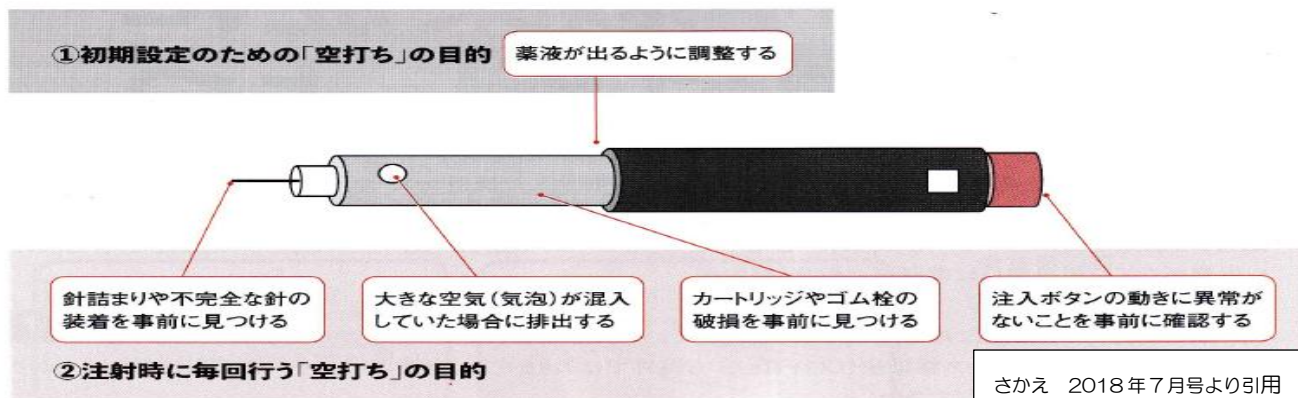 ①初期設定のための「空打ち」の目的
薬液が出るように調整する
針詰まりや不完全な針の
装着を事前に見つける
大きな空気(気泡)が混入
していた場合に排出する
カートリッジやゴム栓の
破損を事前に見つける
注入ボタンの動きに異常が
ないことを事前に確認する
②注射時に毎回行う「空打ち」の目的
さかえ 2018年7月号より引用